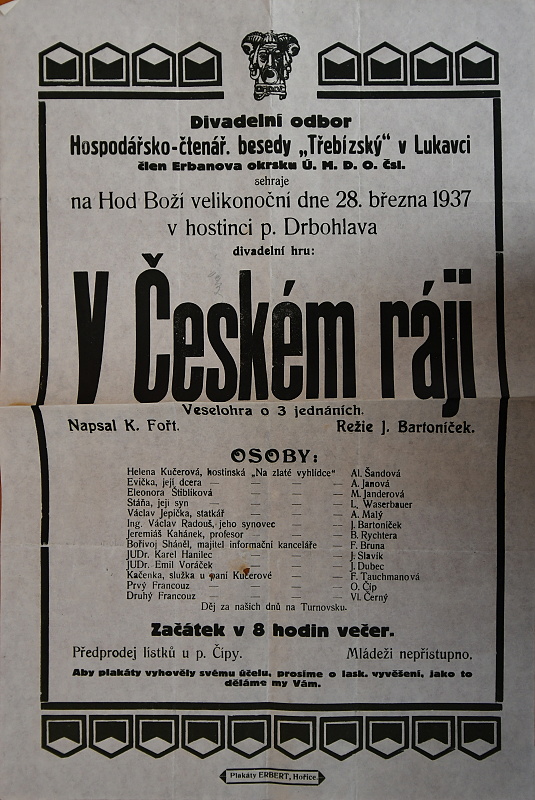 Divadelní odbor
Hospodářsko-čtenář. besedy „Třebízský" v Lukavci
člen Erbanova okrsku Ú. M. D. O. Čsl.
sehraje
na Hod Boží velikonoční dne 28. března 1937
v hostinci p. Drbohlava
divadelní hru:
V Českém ráji
Veselohra o 3 jednáních.
Napsal K. Fořt. Režie J. Bartoníček.
OSOBY:
Helena Kučerová, hostinská „Na zlaté vyhlídce" Al. Šandová
Evička, její dcera — — — A. Janová
Eleonora Štiblíková — — M. Janderová
Stáňa, její syn — — — L. Waserbauer
Václav Jepička, statkář — — A. Malý
Ing. Václav Radouš, jeho synovec — J. Bartoníček
Jeremiáš Kahánek, profesor — — B. Rychtera
Bořivoj Sháněl, majitel informační kanceláře F. Bruna
JUDr. Karel Hanilec — — J. Slavík
JUDr. Emil Voráček — — J. Dubec
Kačenka, služka u paní Kučerové — F. Tauchmanová
Prvý Francouz — — — O. Čip
Druhý Francouz — — — Vl. Černý
Děj za našich dnů na Turnovsku.
Začátek v 8 hodin večer.
Předprodej lístků u p. Čipy. Mládeži nepřístupno.
Aby plakáty vyhověly svému účelu, prosíme o lask. vyvěšení, jako to
děláme my Vám.
Plakáty ERBERT, Hořice.